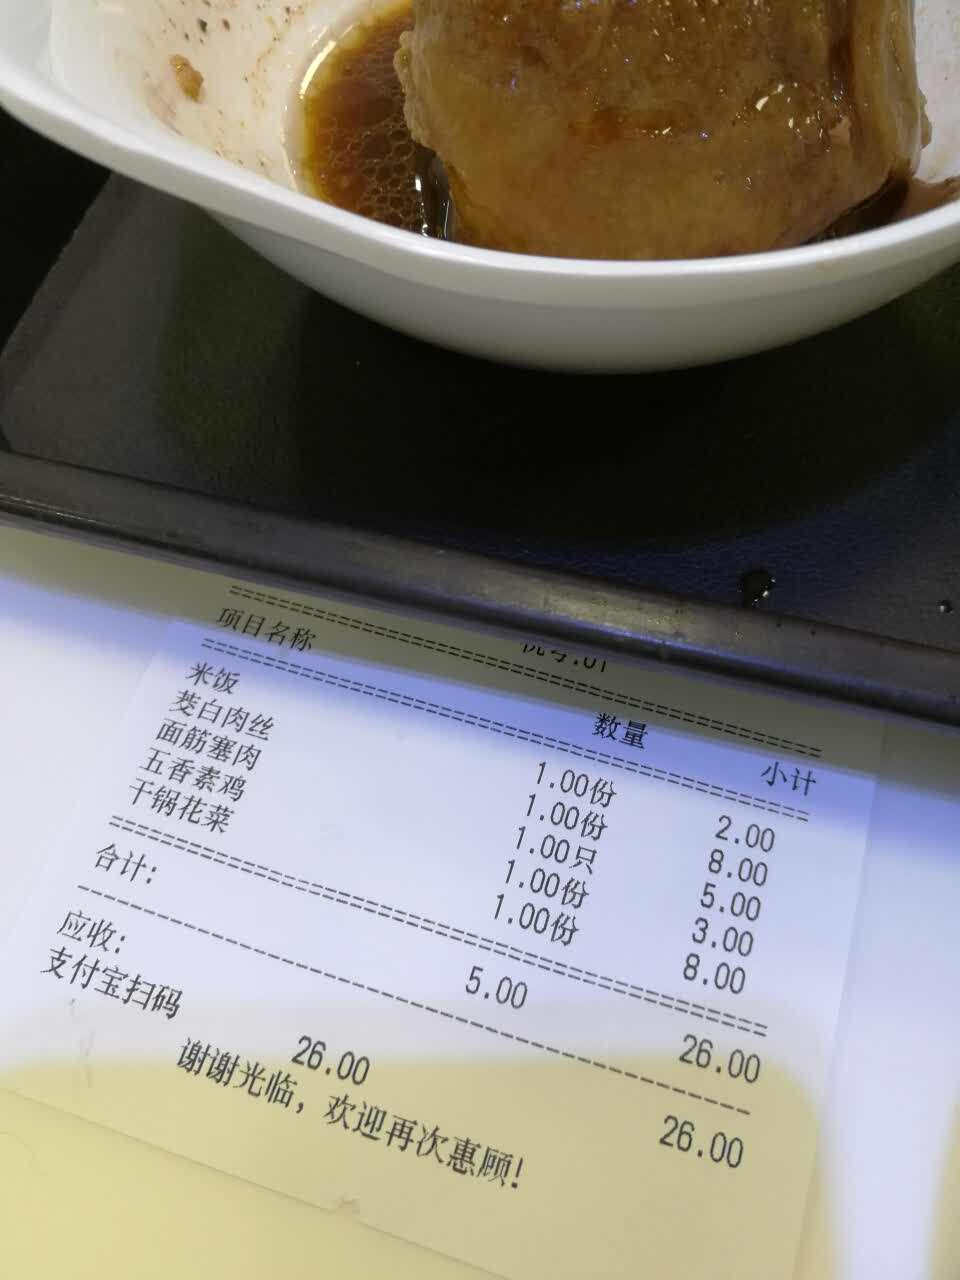 项目名称 数量 小计
米饭 1.00份 2.00
茭白肉丝 1.00份 8.00
面筋塞肉 1.00只 5.00
五香素鸡 1.00份 3.00
干锅花菜 1.00份 8.00
合计: 5.00 26.00
应收: 26.00
支付宝扫码 26.00
谢谢光临，欢迎再次惠顾!